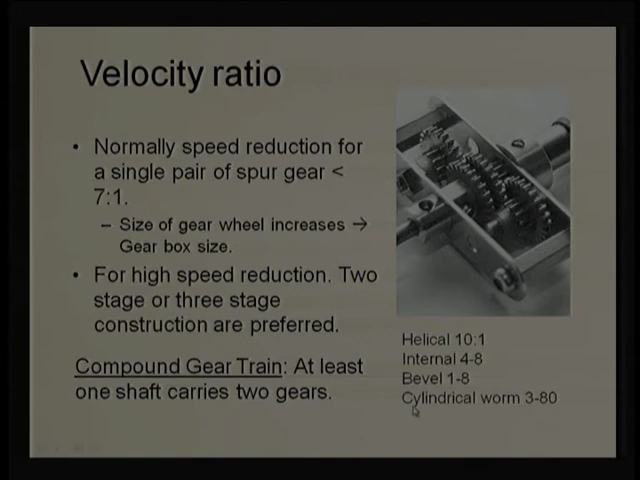 Velocity ratio
• Normally speed reduction for
a single pair of spur gear <
7:1.
– Size of gear wheel increases →
Gear box size.
• For high speed reduction. Two
stage or three stage
construction are preferred.
Compound Gear Train: At least
one shaft carries two gears.
Helical 10:1
Internal 4-8
Bevel 1-8
Cylindrical worm 3-80